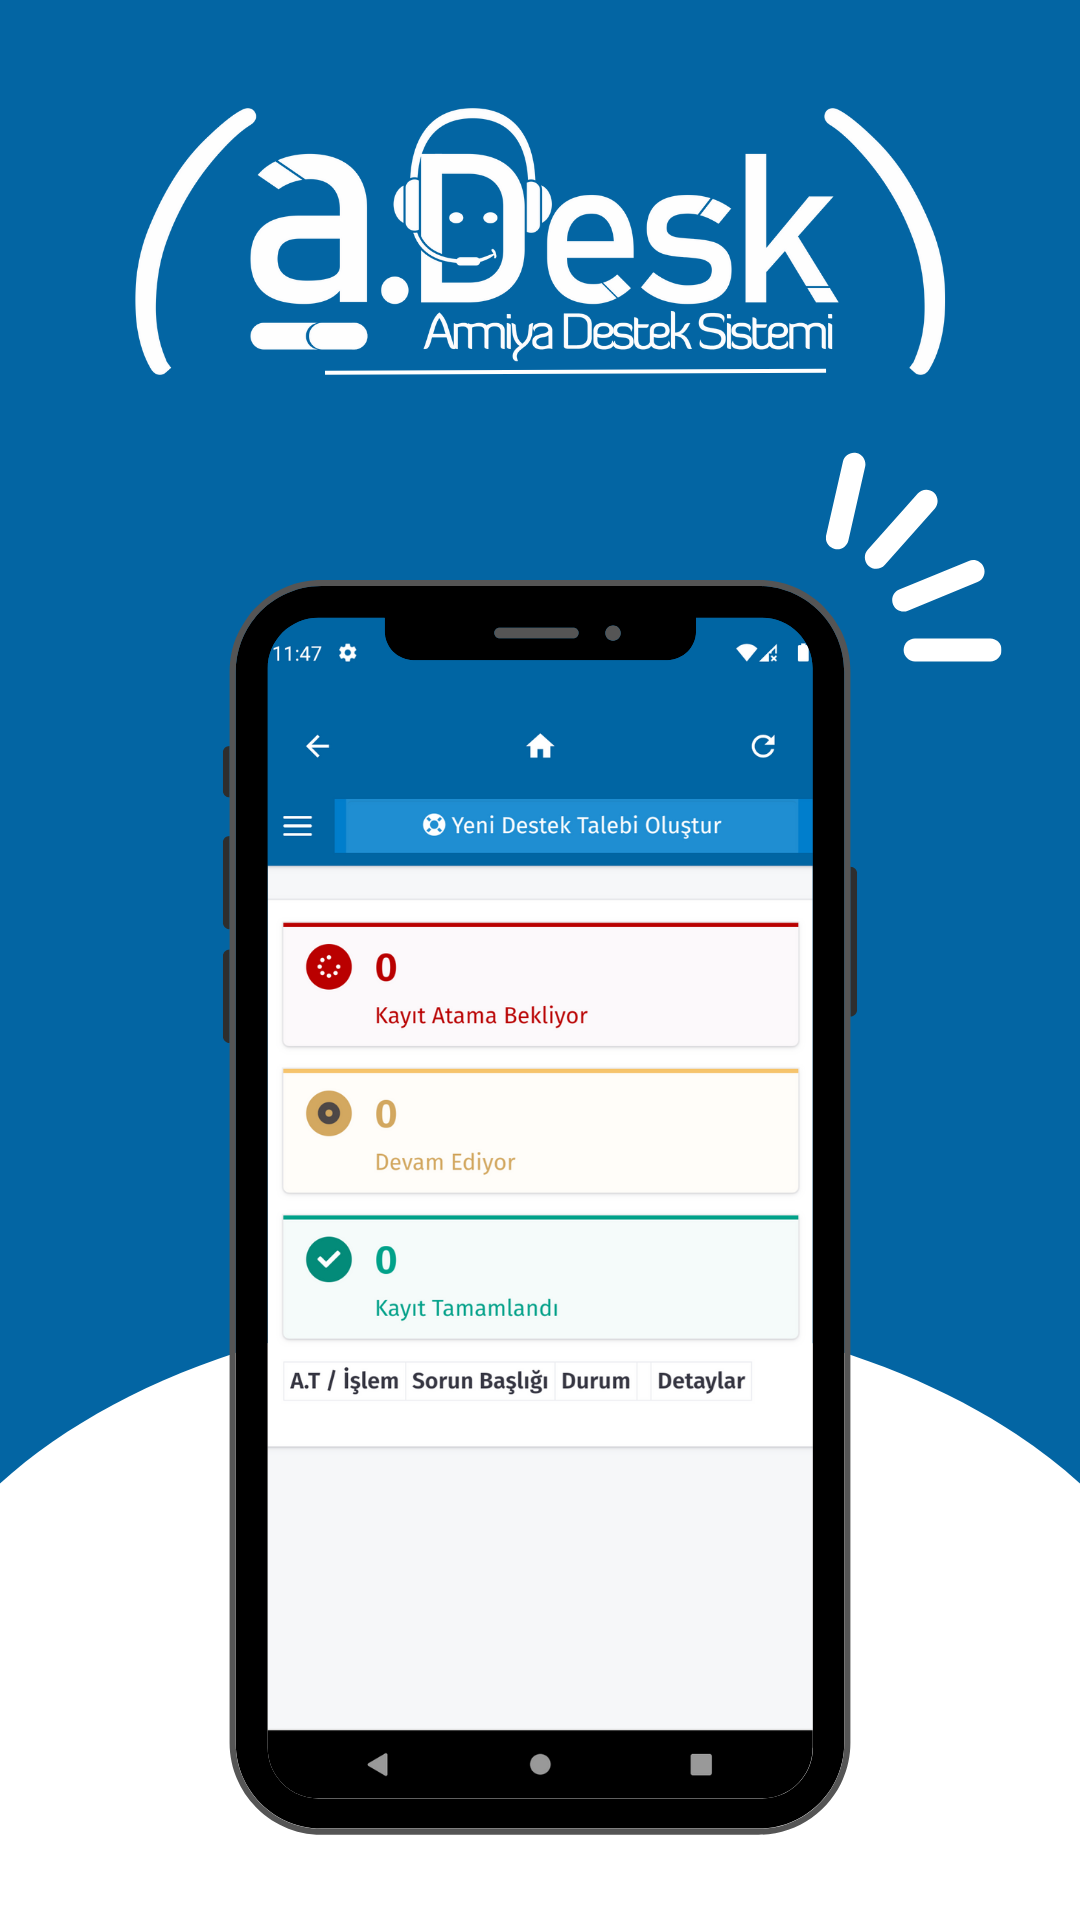 a.Desk
Armiya Destek Sistemi
11:47
Yeni Destek Talebi Oluştur
0
Kayıt Atama Bekliyor
0
Devam Ediyor
0
Kayıt Tamamlandı
A.T / İşlem Sorun Başlığı Durum Detaylar